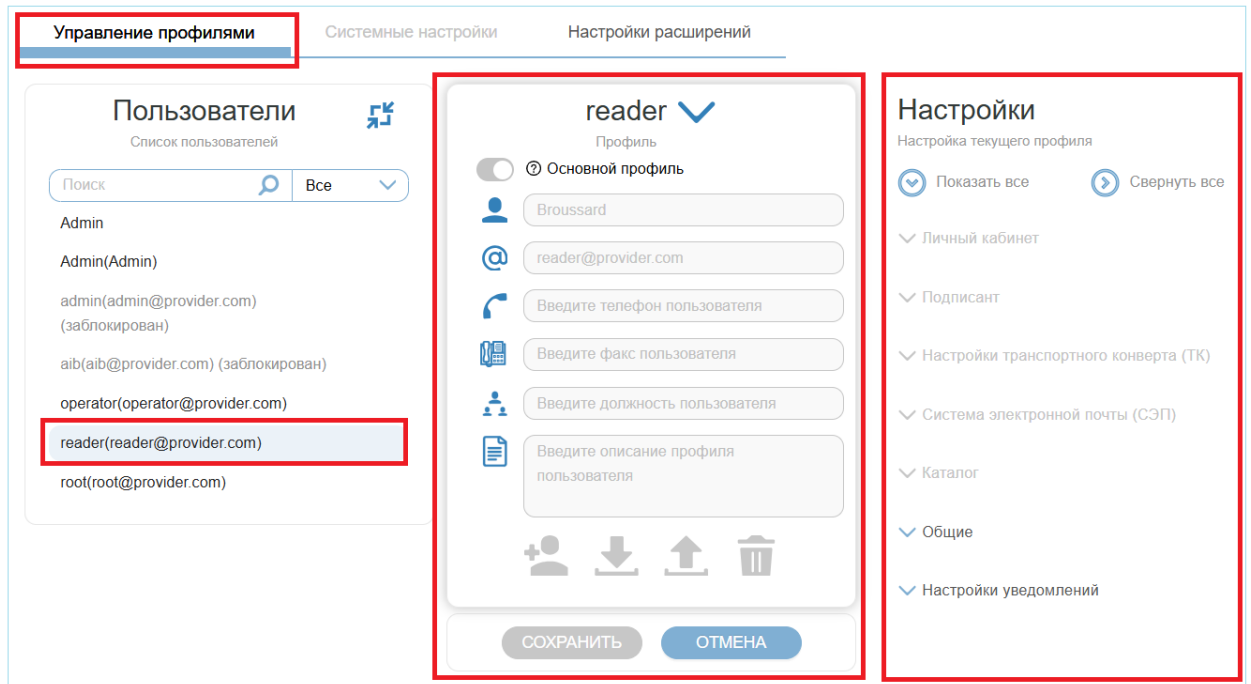 Управление профилями
Системные настройки
Настройки расширений
Пользователи
Список пользователей
Поиск
Все
Admin
Admin(Admin)
admin(admin@provider.com)
(заблокирован)
aib(aib@provider.com) (заблокирован)
operator(operator@provider.com)
reader(reader@provider.com)
root(root@provider.com)
reader
Профиль
Основной профиль
Broussard
reader@provider.com
Введите телефон пользователя
Введите факс пользователя
Введите должность пользователя
Введите описание профиля
пользователя
СОХРАНИТЬ
ОТМЕНА
Настройки
Настройка текущего профиля
Показать все
Свернуть все
Личный кабинет
Подписант
Настройки транспортного конверта (ТК)
Система электронной почты (СЭП)
Каталог
Общие
Настройки уведомлений